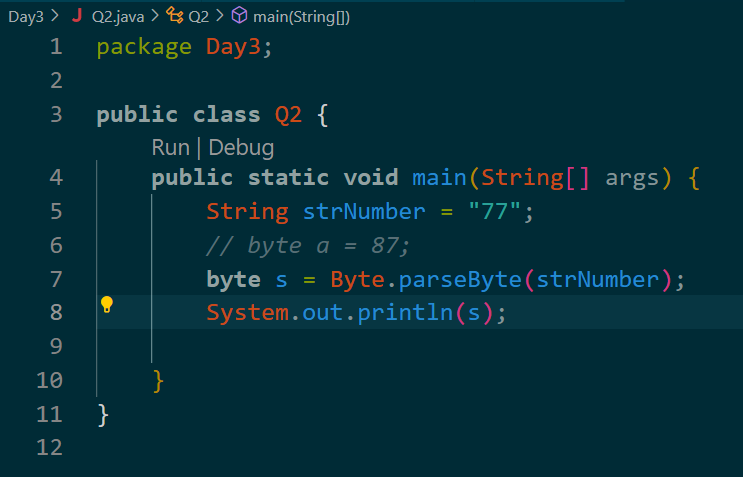 Day3 > J Q2.java > Q2 > main(String[])
1 package Day3;
2
3 public class Q2 {
Run | Debug
4 public static void main(String[] args) {
5 String strNumber = "77";
6 // byte a = 87;
7 byte s = Byte.parseByte(strNumber);
8 System.out.println(s);
9
10 }
11 }
12